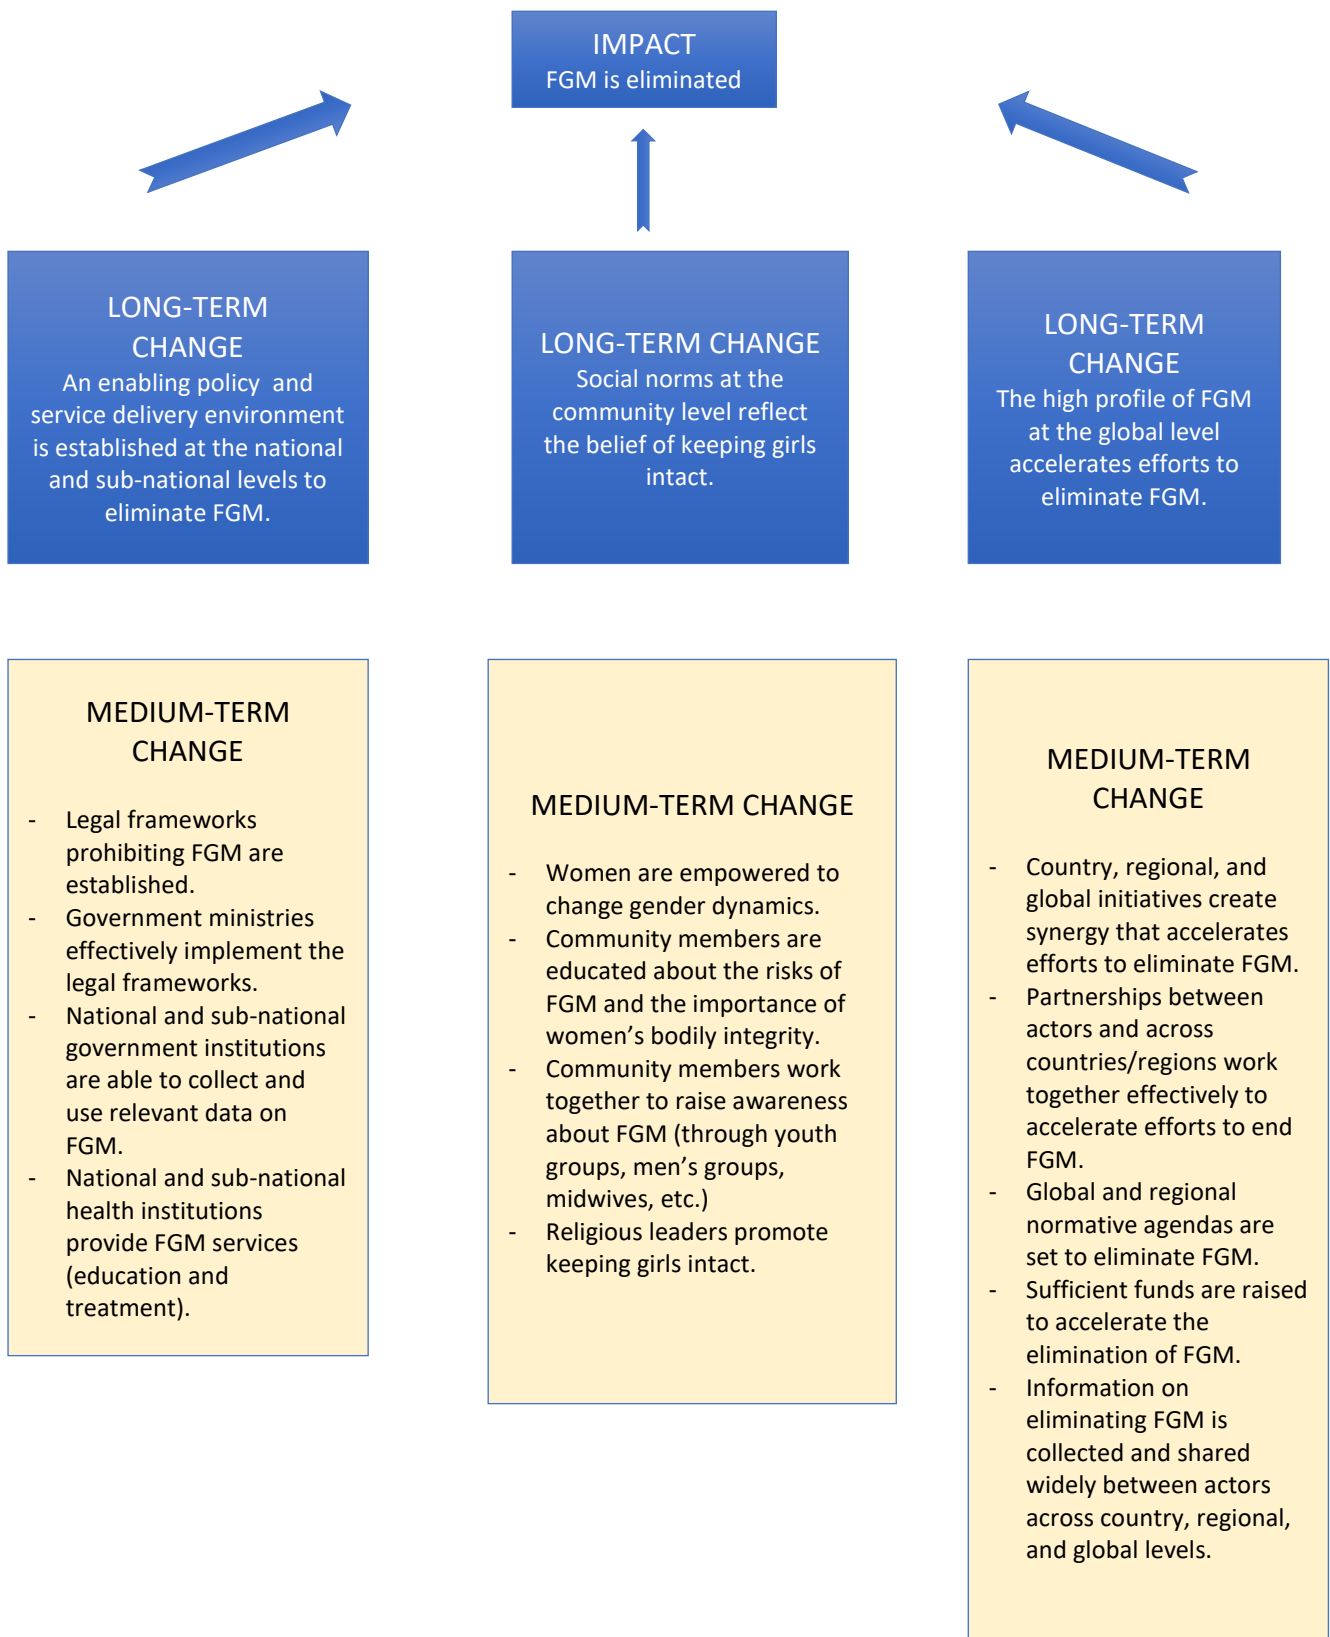 IMPACT
FGM is eliminated
LONG-TERM
CHANGE
An enabling policy  and
service delivery environment
is established at the national
and sub-national levels to
eliminate FGM.
LONG-TERM CHANGE
Social norms at the
community level reflect
the belief of keeping girls
intact.
LONG-TERM
CHANGE
The high profile of FGM
at the global level
accelerates efforts to
eliminate FGM.
MEDIUM-TERM
CHANGE
- Legal frameworks
prohibiting FGM are
established.
- Government ministries
effectively implement the
legal frameworks.
- National and sub-national
government institutions
are able to collect and
use relevant data on
FGM.
- National and sub-national
health institutions
provide FGM services
(education and
treatment).
MEDIUM-TERM CHANGE
- Women are empowered to
change gender dynamics.
- Community members are
educated about the risks of
FGM and the importance of
women’s bodily integrity.
- Community members work
together to raise awareness
about FGM (through youth
groups, men’s groups,
midwives, etc.)
- Religious leaders promote
keeping girls intact.
MEDIUM-TERM
CHANGE
- Country, regional, and
global initiatives create
synergy that accelerates
efforts to eliminate FGM.
- Partnerships between
actors and across
countries/regions work
together effectively to
accelerate efforts to end
FGM.
- Global and regional
normative agendas are
set to eliminate FGM.
- Sufficient funds are raised
to accelerate the
elimination of FGM.
- Information on
eliminating FGM is
collected and shared
widely between actors
across country, regional,
and global levels.